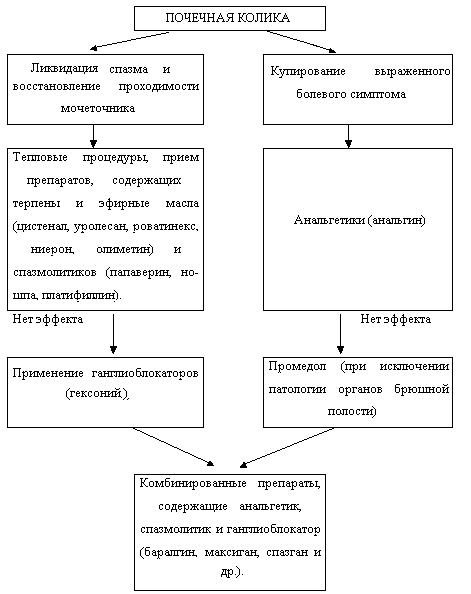 ПОЧЕЧНАЯ КОЛИКА
Ликвидация спазма и
восстановление проходимости
мочеточника
Купирование выраженного
болевого симптома
Тепловые процедуры, прием
препаратов, содержащих
терпены и эфирные масла
(цистенал, уролесан, роватинекс,
ниерон, олиметин) и
спазмолитиков (папаверин, но-
шпа, платифиллин).
Анальгетики (анальгин)
Нет эффекта
Нет эффекта
Применение ганглиоблокаторов
(гексоний).
Промедол (при исключении
патологии органов брюшной
полости)
Комбинированные препараты,
содержащие анальгетик,
спазмолитик и ганглиоблокатор
(баралгин, максиган, спазган и
др.).